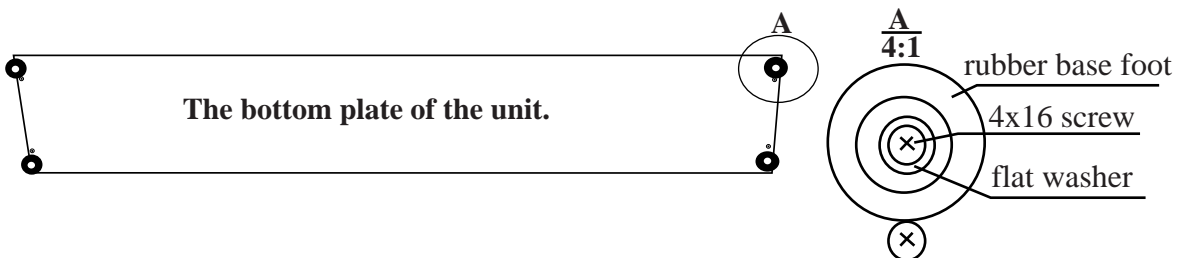 A
The bottom plate of the unit.
A
4:1
rubber base foot
4x16 screw
flat washer